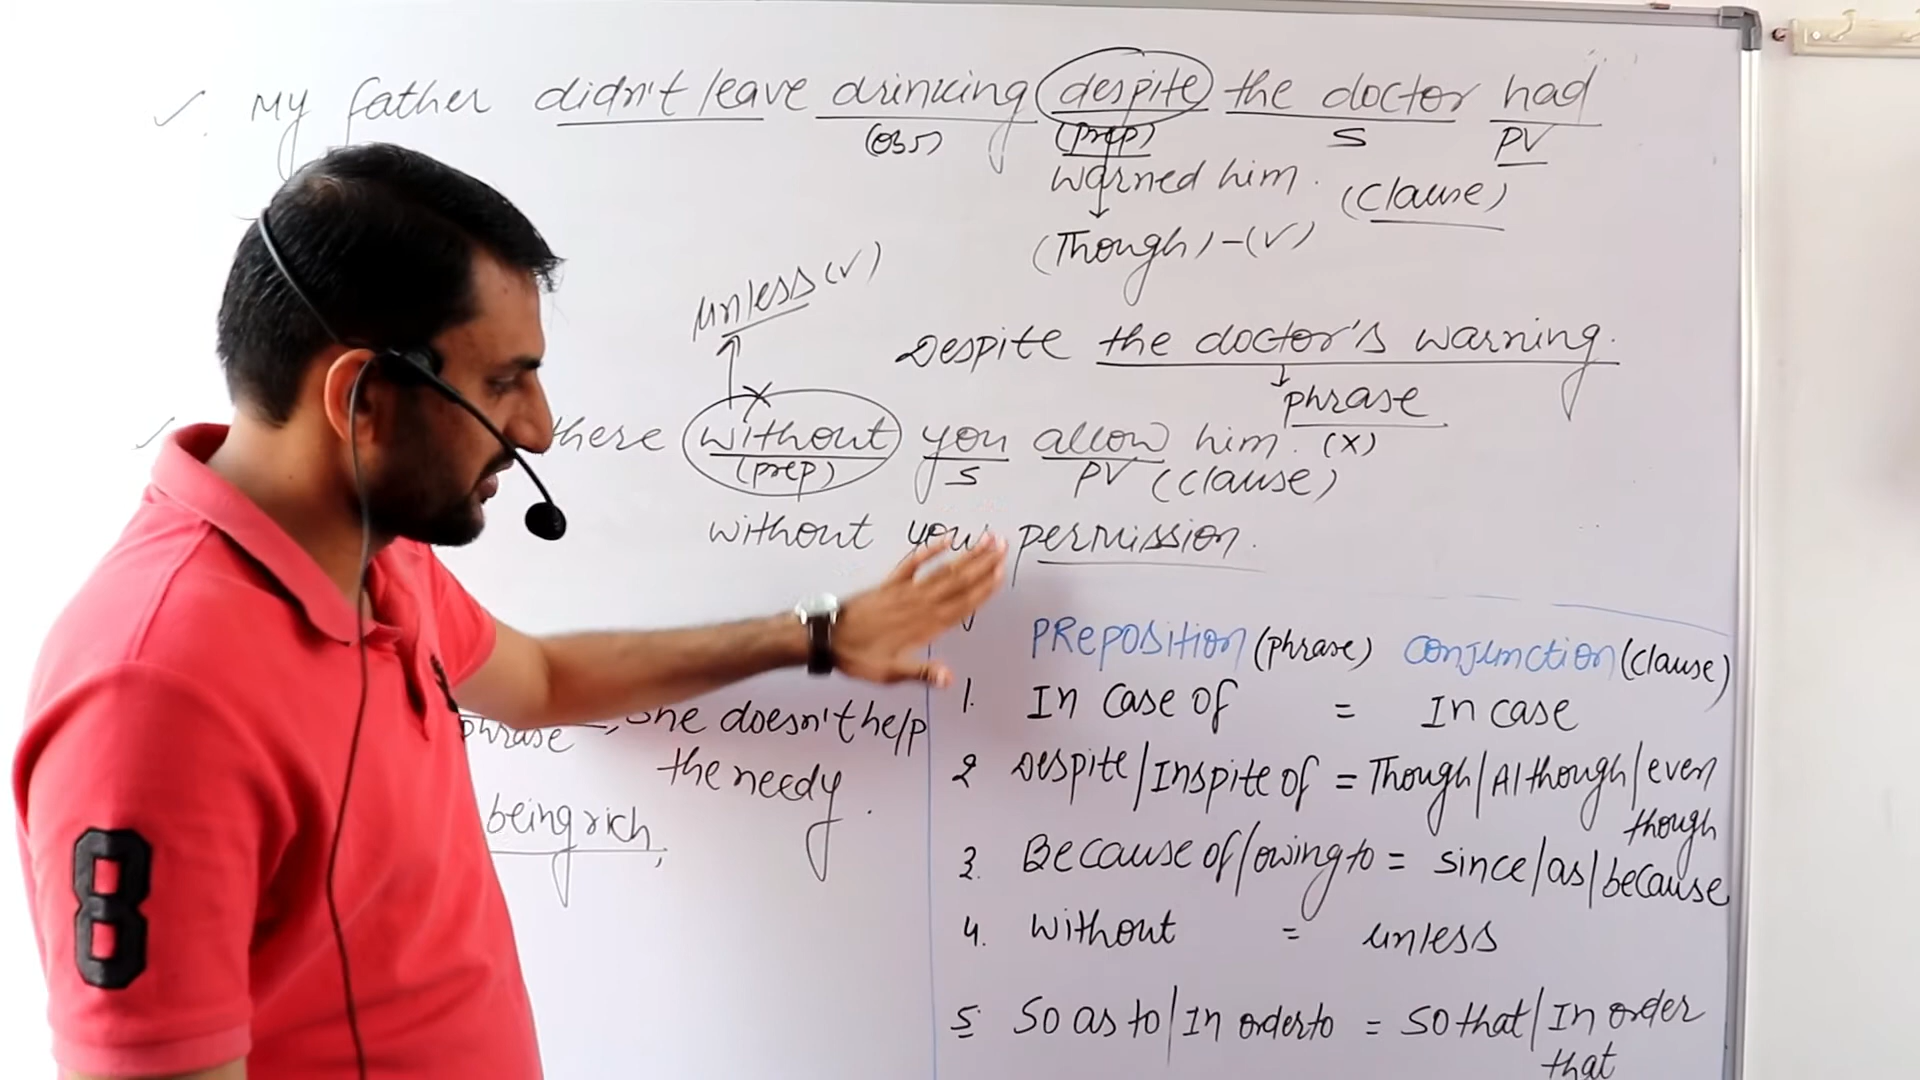 My father didn't leave drinking despite the doctor had
(OBJ) (prep) S PV
warned him. (clause)
(Though) - (✓)
unless (✓)
Despite the doctor's warning.
phrase
(X)
there without you allow him.
(prep) S PV (clause)
without your permission.
PREPOSITION (phrase) CONJUNCTION (clause)
1. In case of = In case
2 Despite/Inspite of = Though/Although/even
though
3. Because of/owing to = since/as/because
4. without = unless
5 So as to/In order to = So that/In order
that
phrase, She doesn't help
the needy.
being rich,
8